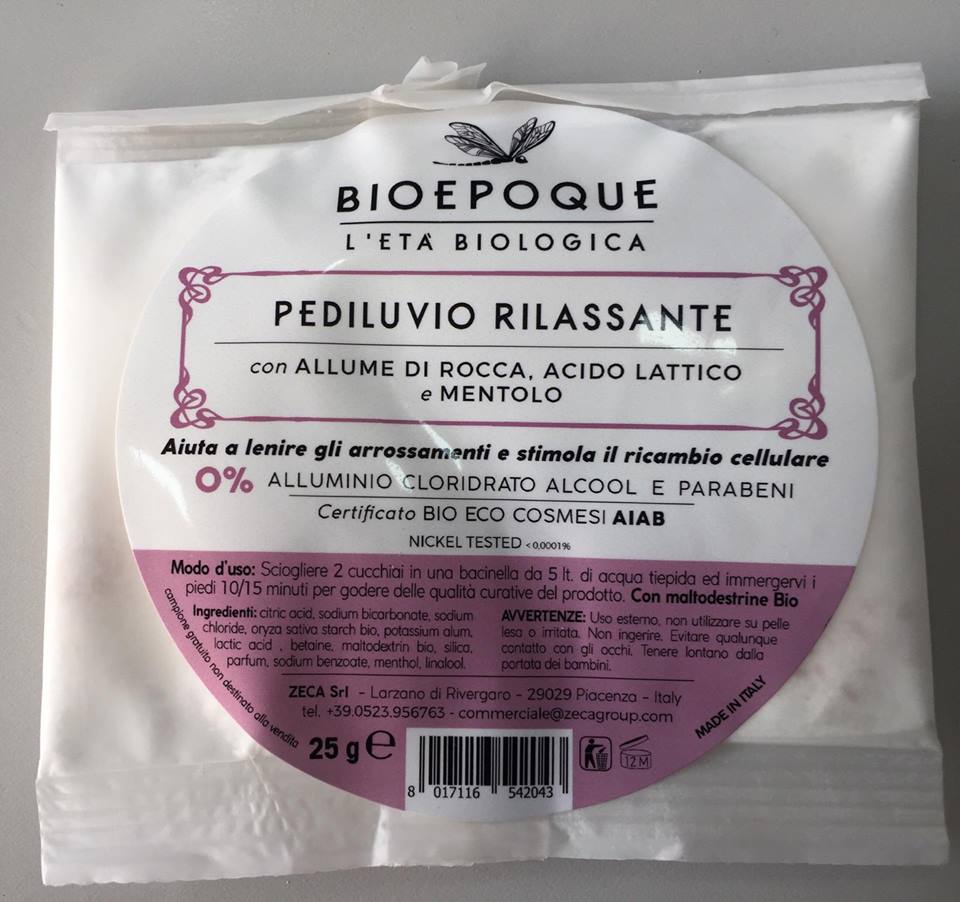 BIOEPOQUE
L'ETÀ BIOLOGICA
PEDILUVIO RILASSANTE
con ALLUME DI ROCCA, ACIDO LATTICO
e MENTOLO
Aiuta a lenire gli arrossamenti e stimola il ricambio cellulare
0% ALLUMINIO CLORIDRATO ALCOOL E PARABENI
Certificato BIO ECO COSMESI AIAB
NICKEL TESTED <0,0001%
Modo d'uso: Sciogliere 2 cucchiai in una bacinella da 5 lt. di acqua tiepida ed immergervi i
piedi 10/15 minuti per godere delle qualità curative del prodotto. Con maltodestrine Bio
Ingredienti: citric acid, sodium bicarbonate, sodium
chloride, oryza sativa starch bio, potassium alum,
lactic acid , betaine, maltodextrin bio, silica,
parfum, sodium benzoate, menthol, linalool.
AVVERTENZE: Uso esterno, non utilizzare su pelle
lesa o irritata. Non ingerire. Evitare qualunque
contatto con gli occhi. Tenere lontano dalla
portata dei bambini.
campione gratuito non destinato alla vendita
ZECA Srl - Larzano di Rivergaro - 29029 Piacenza - Italy
tel. +39.0523.956763 - commerciale@zecagroup.com
MADE IN ITALY
25 g e
8 017116 542043
12 M